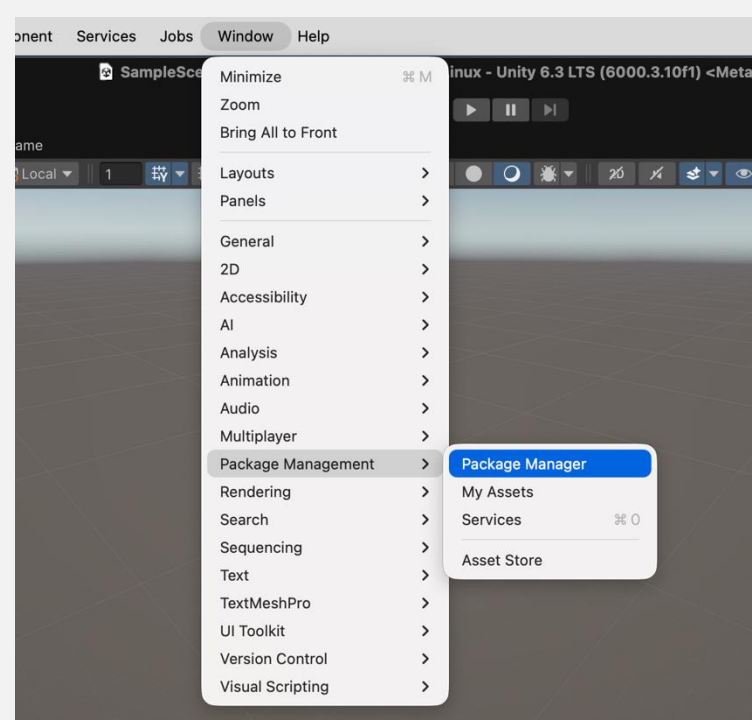 onent Services Jobs Window Help
SampleSce
inux - Unity 6.3 LTS (6000.3.10f1) <Meta
Minimize ⌘ M
Zoom
Bring All to Front
ame
Local 1
2D
Layouts
Panels
General
2D
Accessibility
AI
Analysis
Animation
Audio
Multiplayer
Package Management
Package Manager
Rendering
My Assets
Search
Services ⌘ 0
Sequencing
Asset Store
Text
TextMeshPro
UI Toolkit
Version Control
Visual Scripting